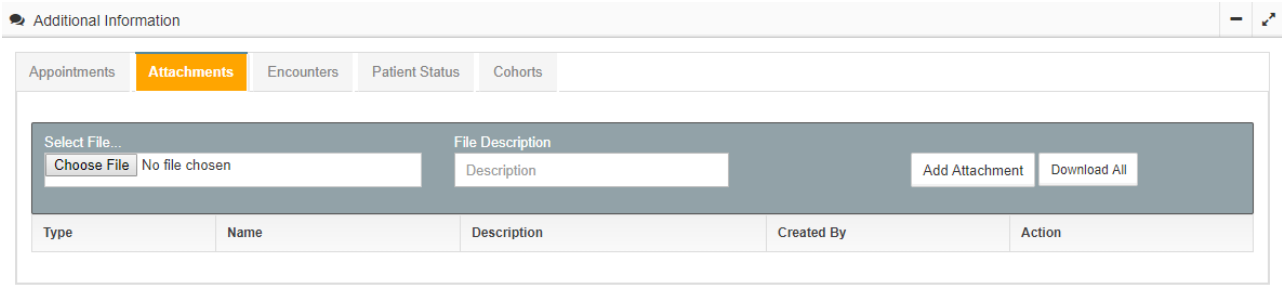 Additional Information
Appointments Attachments Encounters Patient Status Cohorts
Select File... File Description
Choose File No file chosen Description Add Attachment Download All
Type Name Description Created By Action